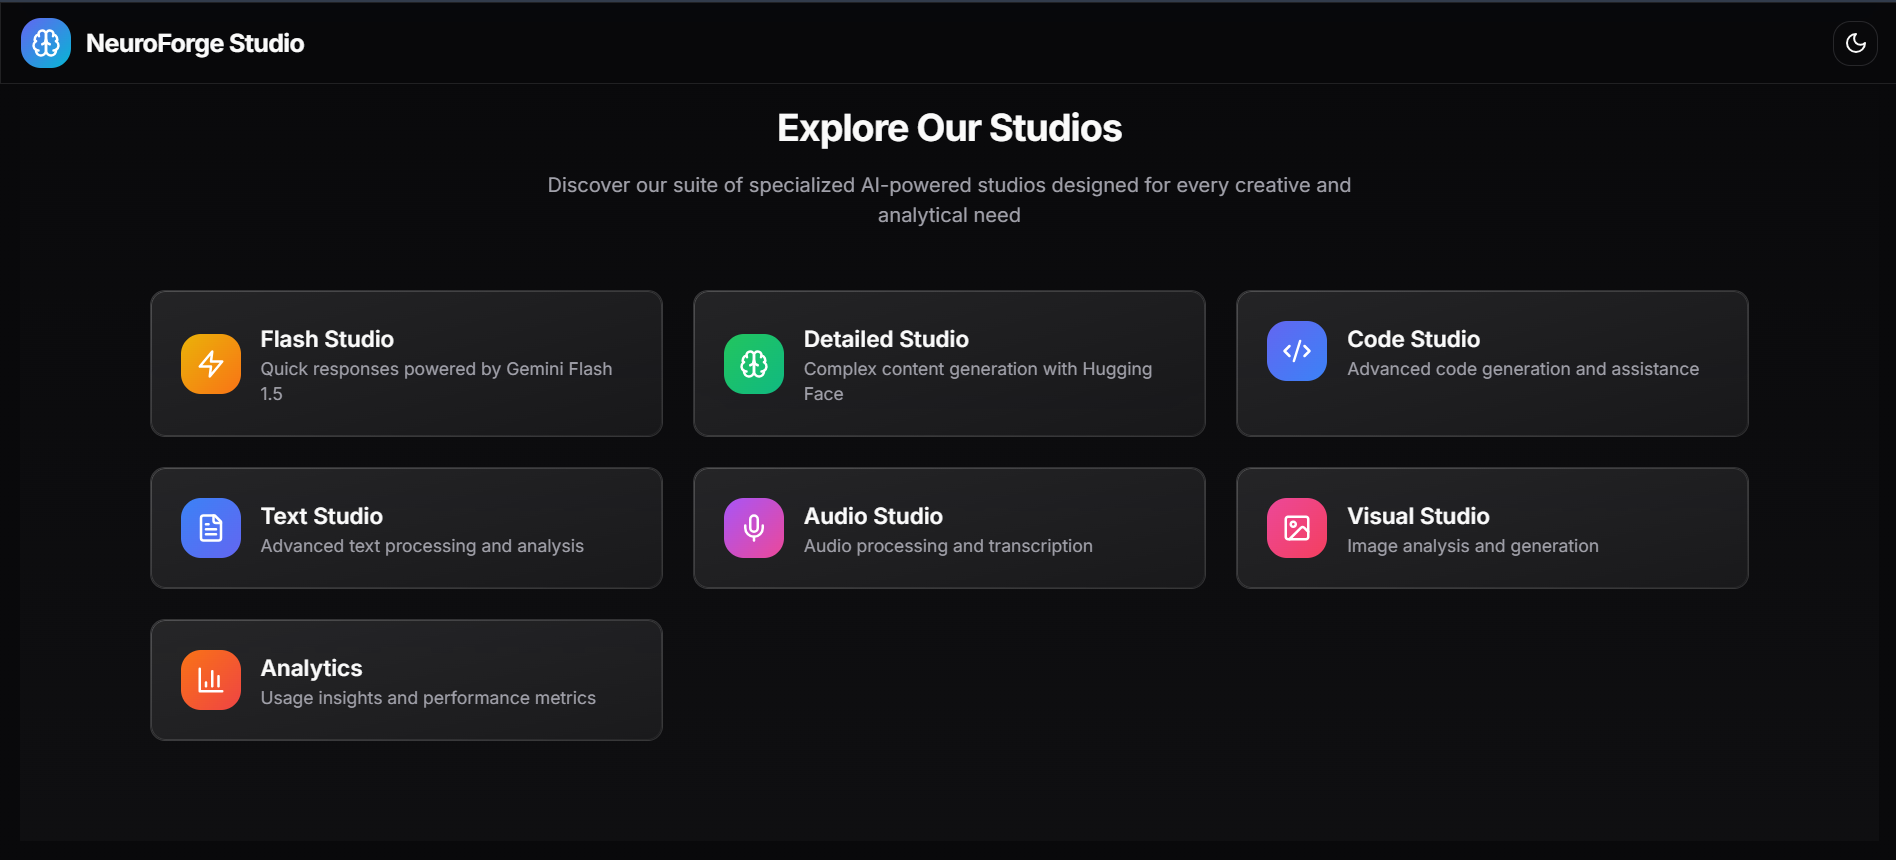 NeuroForge Studio
Explore Our Studios
Discover our suite of specialized AI-powered studios designed for every creative and
analytical need
Flash Studio
Quick responses powered by Gemini Flash
1.5
Detailed Studio
Complex content generation with Hugging
Face
Code Studio
Advanced code generation and assistance
Text Studio
Advanced text processing and analysis
Audio Studio
Audio processing and transcription
Visual Studio
Image analysis and generation
Analytics
Usage insights and performance metrics